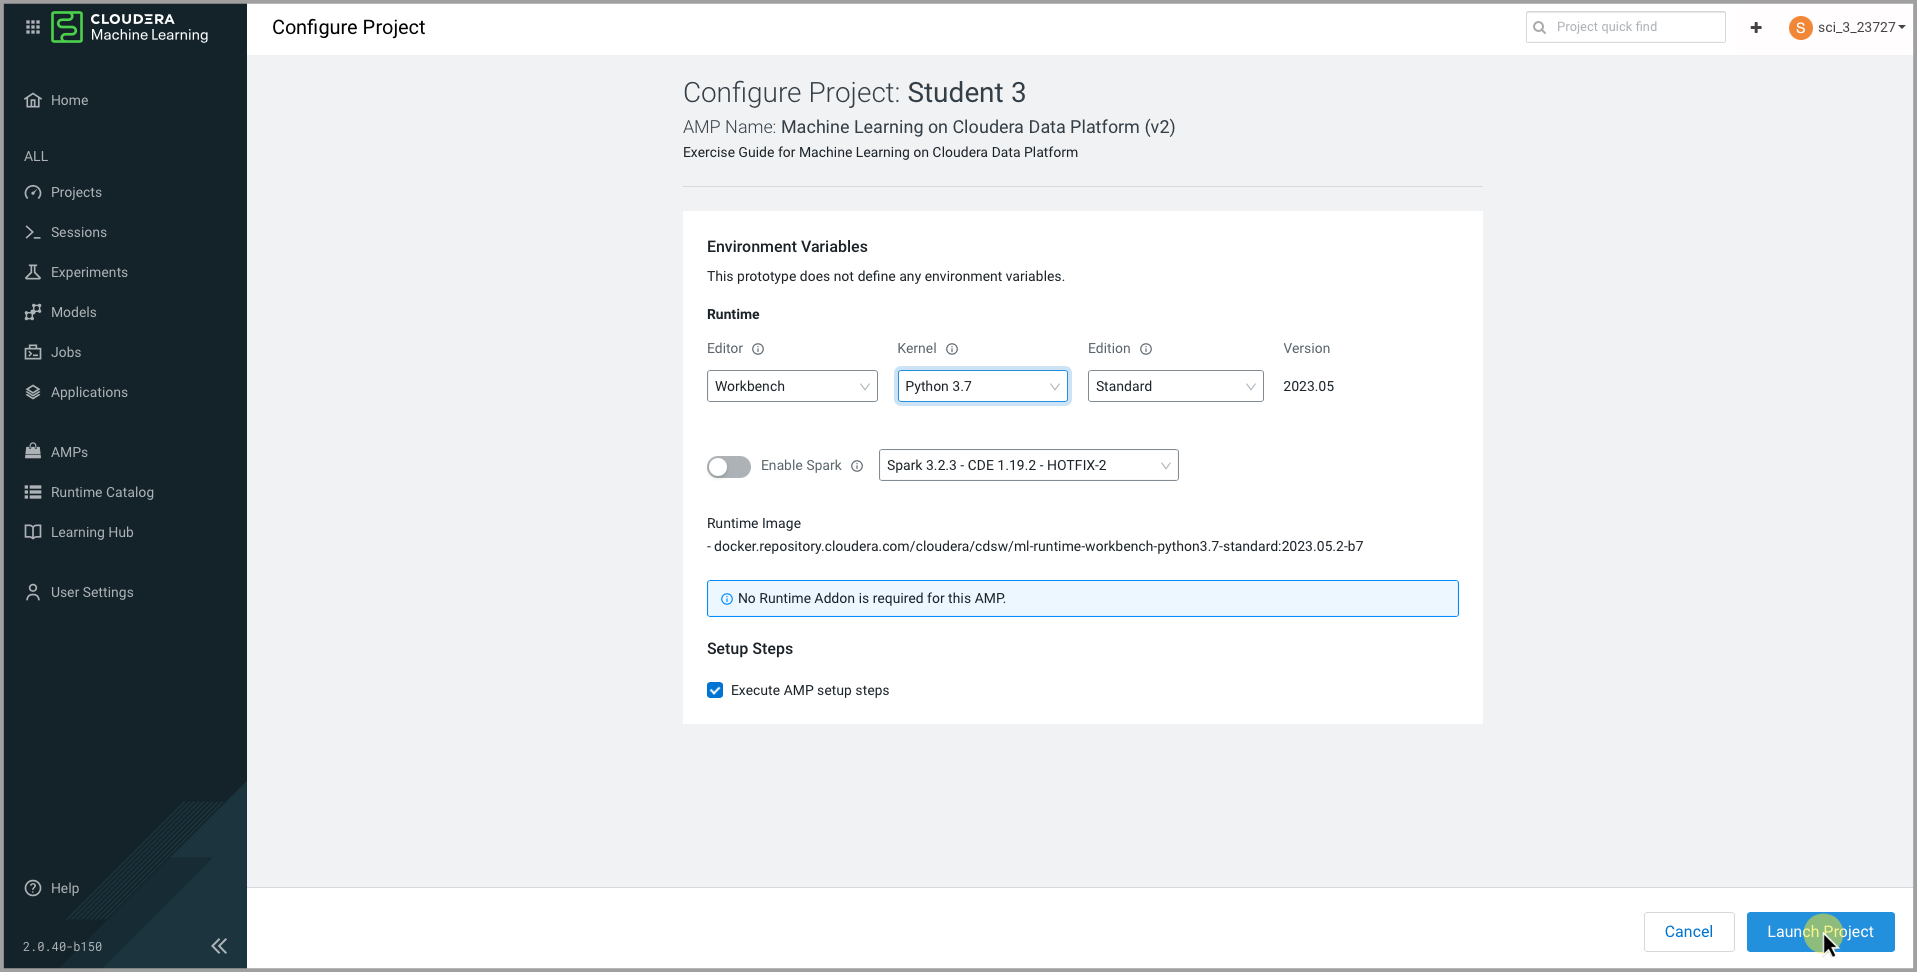 CLOUDERA
Machine Learning
Configure Project
Project quick find
S
sci_3_23727
Home
ALL
Projects
Sessions
Experiments
Models
Jobs
Applications
AMPs
Runtime Catalog
Learning Hub
User Settings
Help
2.0.40-b150
Configure Project: Student 3
AMP Name: Machine Learning on Cloudera Data Platform (v2)
Exercise Guide for Machine Learning on Cloudera Data Platform
Environment Variables
This prototype does not define any environment variables.
Runtime
Editor Kernel Edition Version
Workbench Python 3.7 Standard 2023.05
Enable Spark Spark 3.2.3 - CDE 1.19.2 - HOTFIX-2
Runtime Image
- docker.repository.cloudera.com/cloudera/cdsw/ml-runtime-workbench-python3.7-standard:2023.05.2-b7
No Runtime Addon is required for this AMP.
Setup Steps
Execute AMP setup steps
Cancel Launch Project